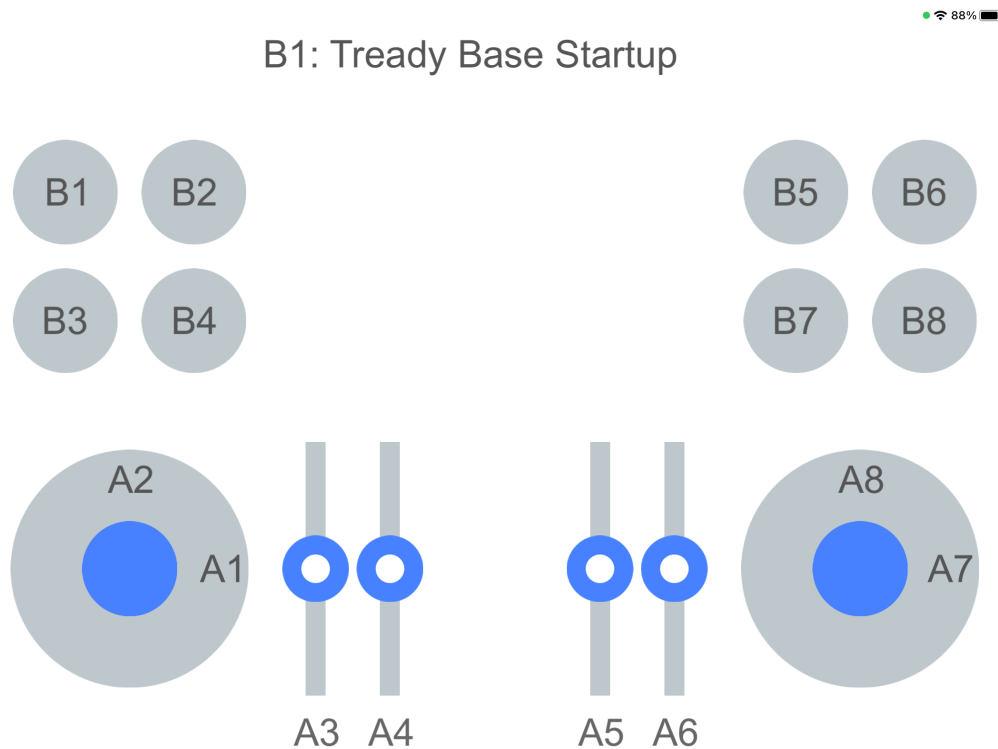 88%
B1: Tready Base Startup
B1 B2 B5 B6
B3 B4 B7 B8
A2 A8
A1 A7
A3 A4 A5 A6